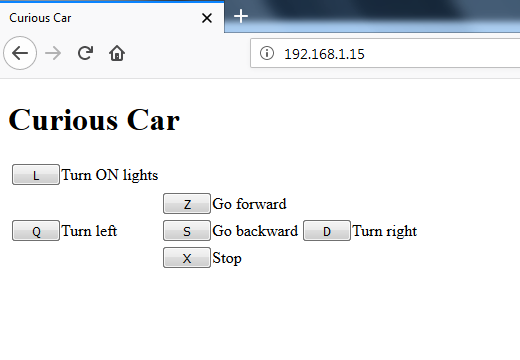 Curious Car
192.168.1.15
Curious Car
L Turn ON lights
Z Go forward
Q Turn left S Go backward D Turn right
X Stop